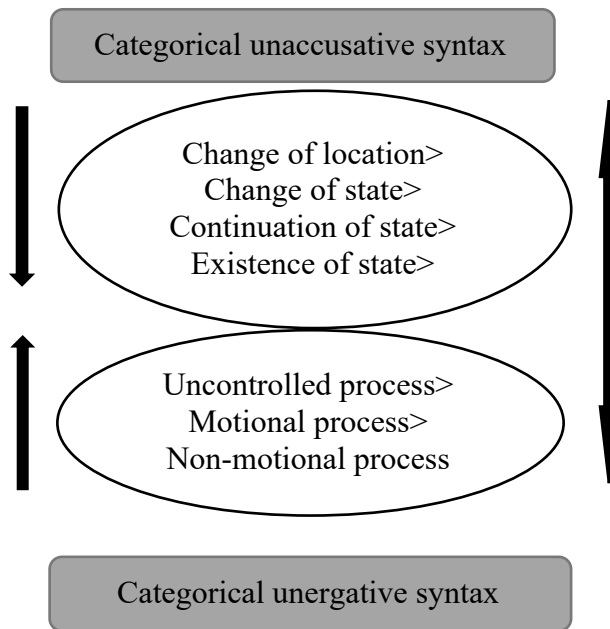 Categorical unaccusative syntax
Change of location>
Change of state>
Continuation of state>
Existence of state>
Uncontrolled process>
Motional process>
Non-motional process
Categorical unergative syntax